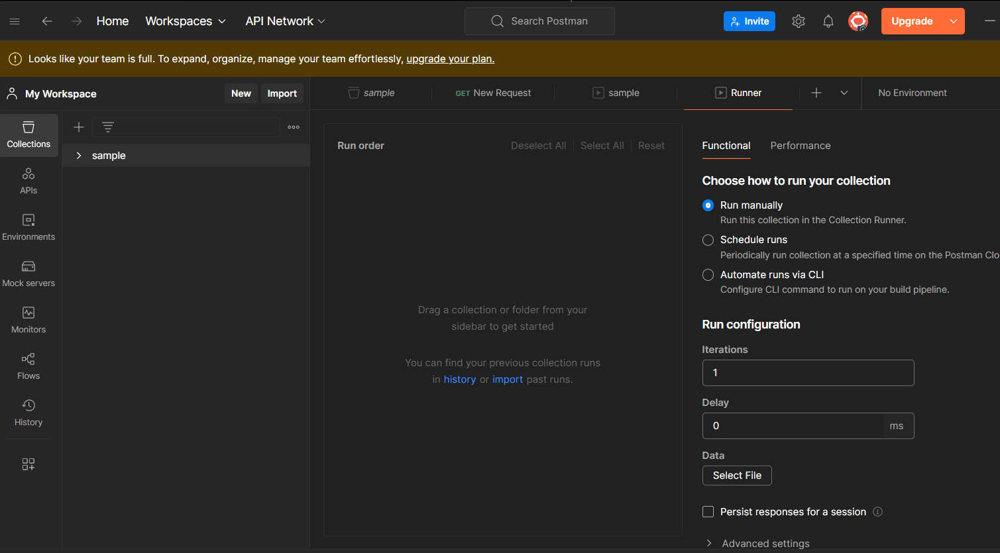 Home Workspaces API Network Search Postman Invite Upgrade
Looks like your team is full. To expand, organize, manage your team effortlessly, upgrade your plan.
My Workspace New Import
sample GET New Request sample Runner No Environment
Collections
APIs
Environments
Mock servers
Monitors
Flows
History
sample
Run order Deselect All Select All Reset
Drag a collection or folder from your
sidebar to get started
You can find your previous collection runs
in history or import past runs.
Functional Performance
Choose how to run your collection
Run manually
Run this collection in the Collection Runner.
Schedule runs
Periodically run collection at a specified time on the Postman Clo
Automate runs via CLI
Configure CLI command to run on your build pipeline.
Run configuration
Iterations
1
Delay
0 ms
Data
Select File
Persist responses for a session
Advanced settings